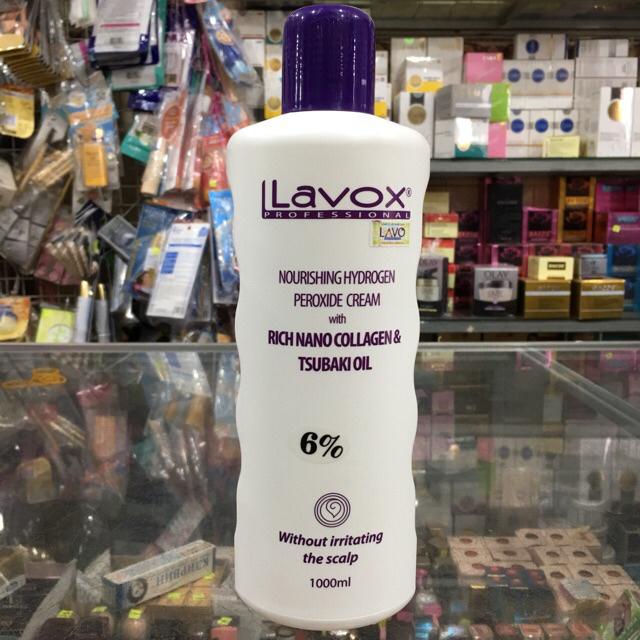 Lavox®
PROFESSIONAL
LAVO
NOURISHING HYDROGEN
PEROXIDE CREAM
with
RICH NANO COLLAGEN &
TSUBAKI OIL
6%
Without irritating
the scalp
1000ml
OLAY